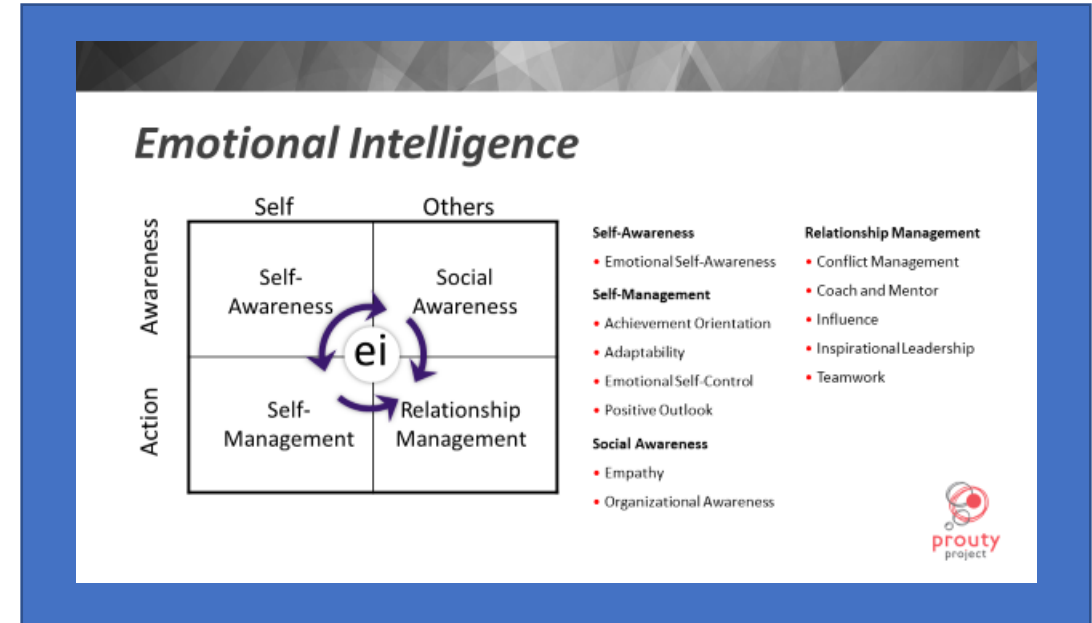 Emotional Intelligence
Self Others
Awareness
Self-
Awareness
Social
Awareness
ei
Action
Self-
Management
Relationship
Management
Self-Awareness
• Emotional Self-Awareness
Self-Management
• Achievement Orientation
• Adaptability
• Emotional Self-Control
• Positive Outlook
Social Awareness
• Empathy
• Organizational Awareness
Relationship Management
• Conflict Management
• Coach and Mentor
• Influence
• Inspirational Leadership
• Teamwork
prouty
project